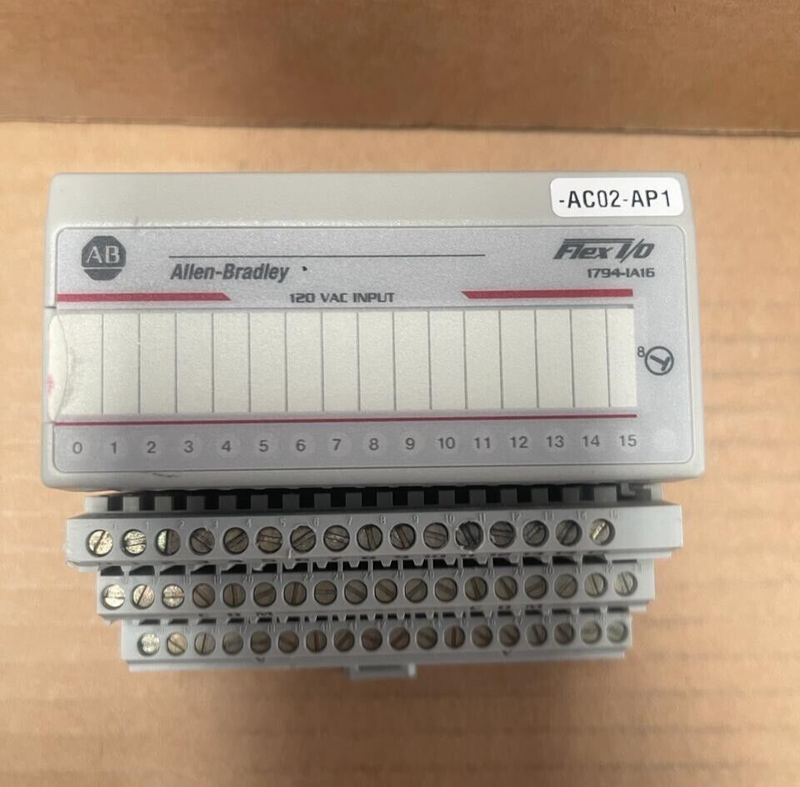 -AC02-AP1
AB
Allen-Bradley
Flex I/O
1794-IA16
120 VAC INPUT
8
0 1 2 3 4 5 6 7 8 9 10 11 12 13 14 15